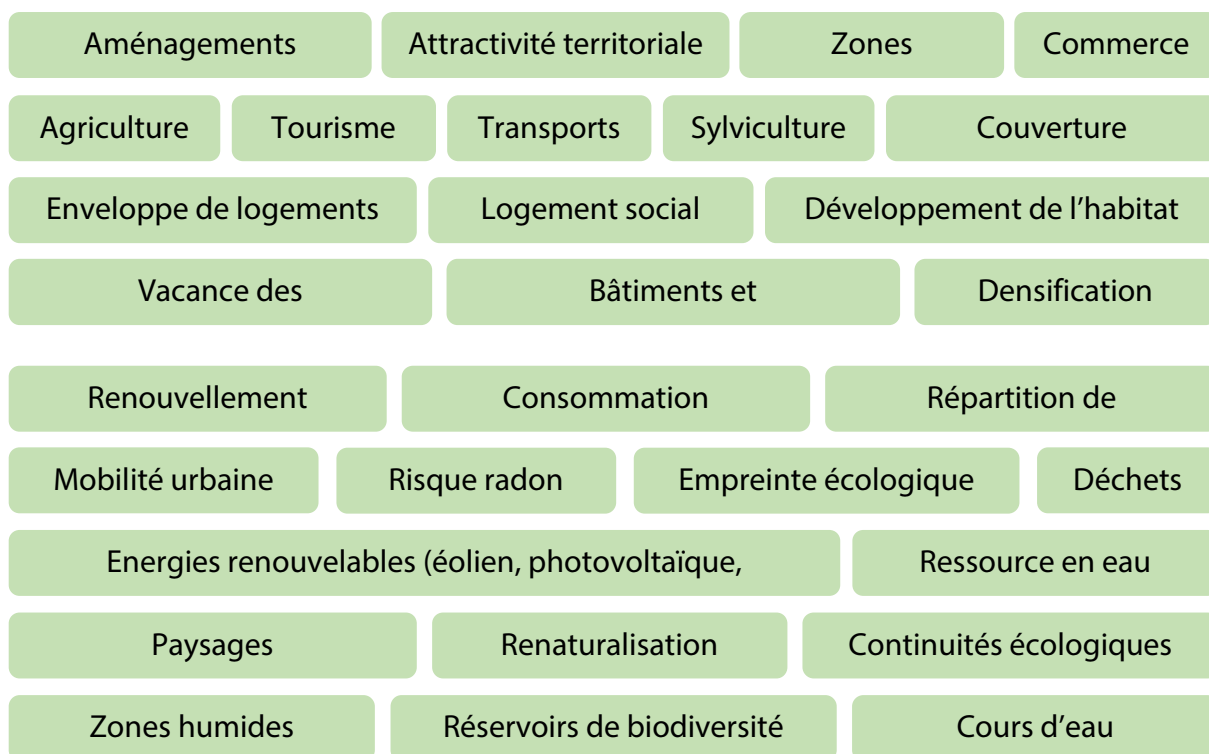 Aménagements Attractivité territoriale Zones Commerce
Agriculture Tourisme Transports Sylviculture Couverture
Enveloppe de logements Logement social Développement de l’habitat
Vacance des Bâtiments et Densification
Renouvellement Consommation Répartition de
Mobilité urbaine Risque radon Empreinte écologique Déchets
Energies renouvelables (éolien, photovoltaïque, Ressource en eau
Paysages Renaturalisation Continuités écologiques
Zones humides Réservoirs de biodiversité Cours d’eau